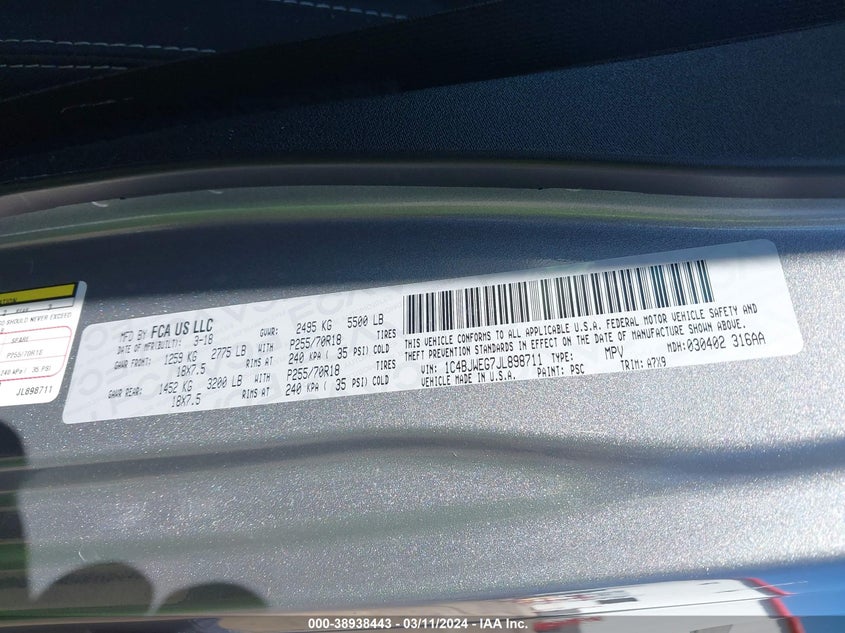 MFD BY FCA US LLC
DATE OF MFR/BUILT: 3-18
GVWR: 2495 KG 5500 LB
GAWR FRONT: 1259 KG 2775 LB WITH P255/70R18 TIRES
18X7.5 RIMS AT 240 KPA ( 35 PSI) COLD
GAWR REAR: 1452 KG 3200 LB WITH P255/70R18 TIRES
18X7.5 RIMS AT 240 KPA ( 35 PSI) COLD
THIS VEHICLE CONFORMS TO ALL APPLICABLE U.S.A. FEDERAL MOTOR VEHICLE SAFETY AND
THEFT PREVENTION STANDARDS IN EFFECT ON THE DATE OF MANUFACTURE SHOWN ABOVE.
VIN: 1C4BJWEG7JL898711 TYPE: MPV MDH: 030402 316AA
VEHICLE MADE IN U.S.A. PAINT: PSC TRIM: A7X9
SHOULD NEVER EXCEED
P255/70R18
240 KPA ( 35 PSI)
JL898711
000-38938443 - 03/11/2024 - IAA Inc.